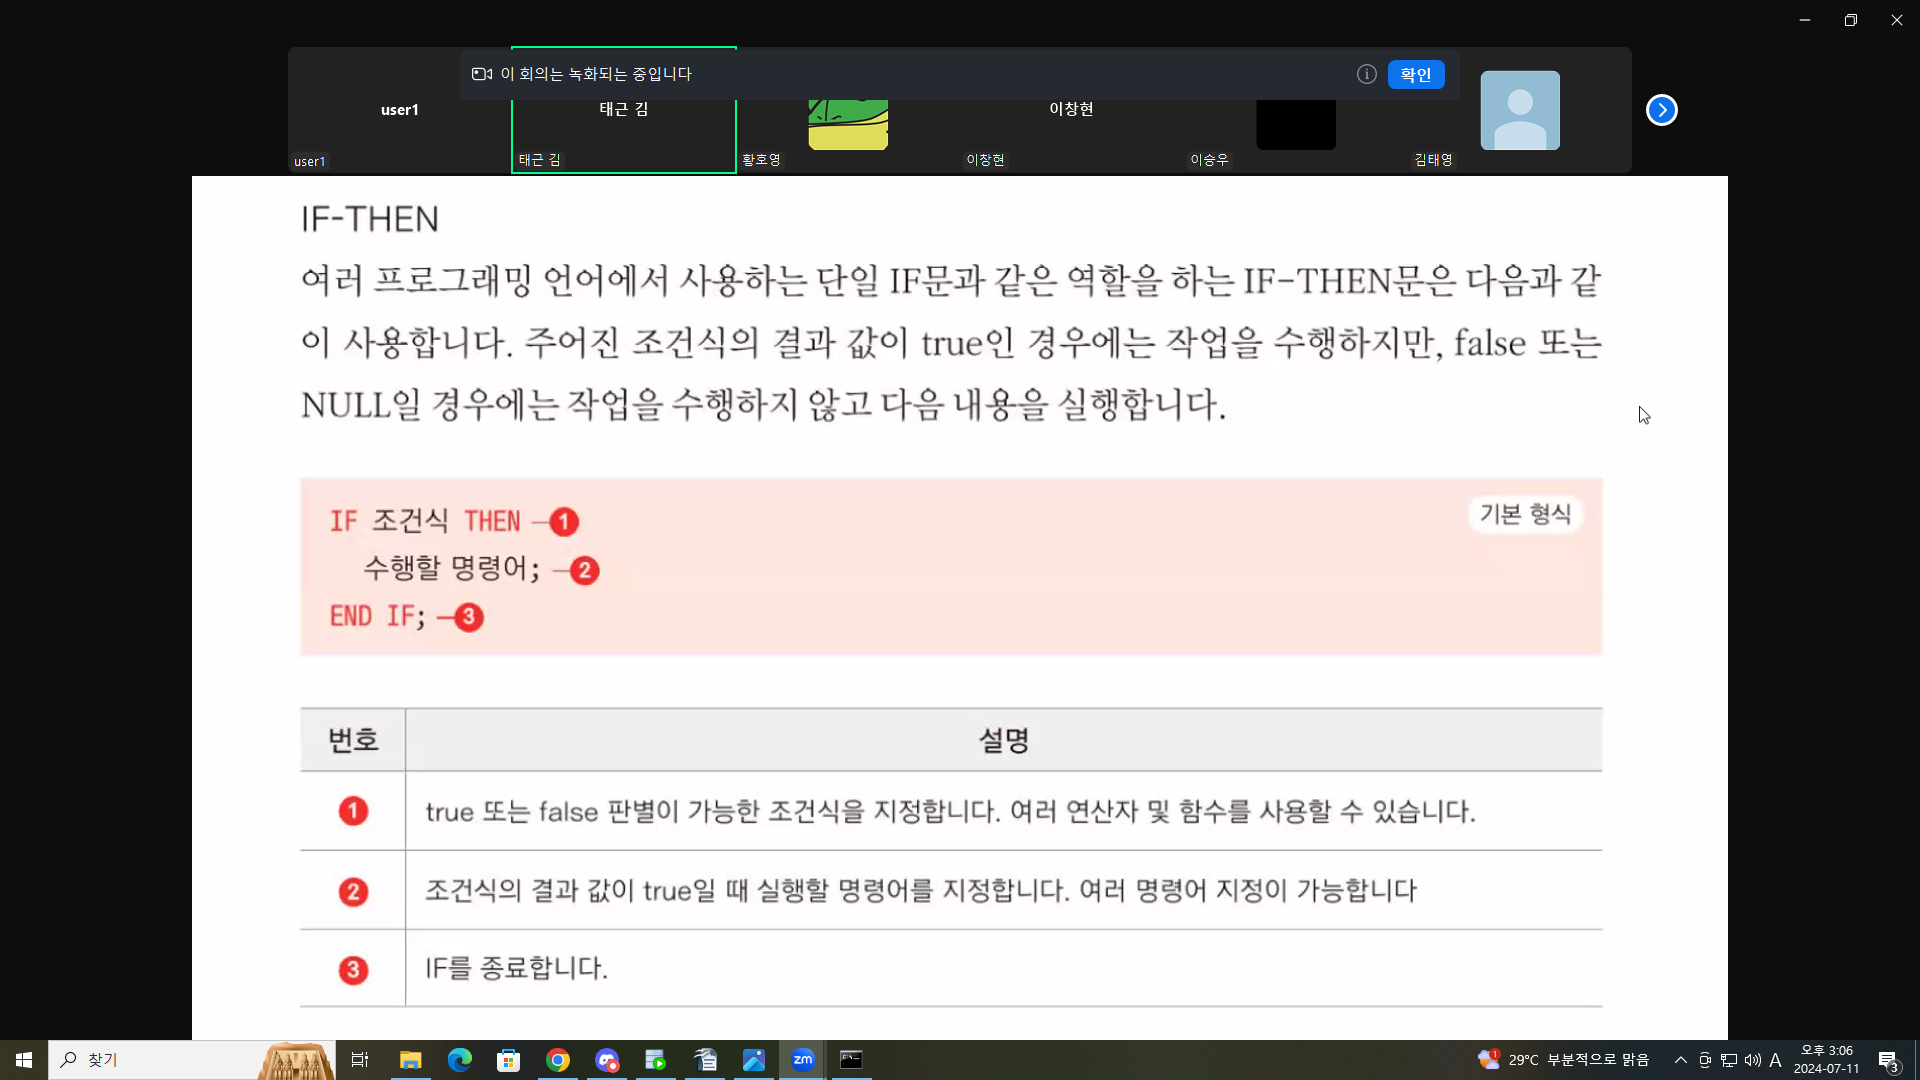 이 회의는 녹화되는 중입니다
확인
user1
태근 김
이창현
user1
태근 김
황호영
이창현
이승우
김태영
IF-THEN
여러 프로그래밍 언어에서 사용하는 단일 IF문과 같은 역할을 하는 IF-THEN문은 다음과 같
이 사용합니다. 주어진 조건식의 결과 값이 true인 경우에는 작업을 수행하지만, false 또는
NULL일 경우에는 작업을 수행하지 않고 다음 내용을 실행합니다.
기본 형식
IF 조건식 THEN 1
수행할 명령어; 2
END IF; 3
번호 설명
1 true 또는 false 판별이 가능한 조건식을 지정합니다. 여러 연산자 및 함수를 사용할 수 있습니다.
2 조건식의 결과 값이 true일 때 실행할 명령어를 지정합니다. 여러 명령어 지정이 가능합니다
3 IF를 종료합니다.
찾기
zm
1
29°C 부분적으로 맑음
A
오후 3:06
2024-07-11
3